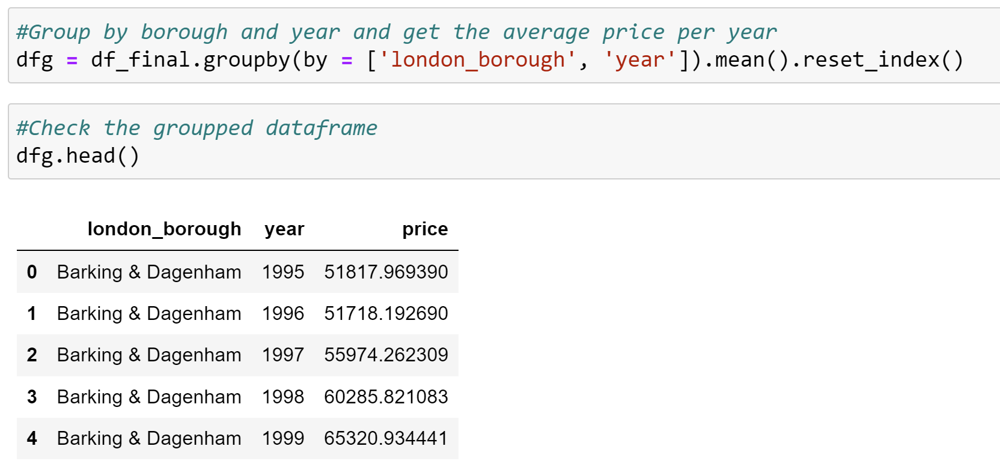 #Group by borough and year and get the average price per year
dfg = df_final.groupby(by = ['london_borough', 'year']).mean().reset_index()
#Check the groupped dataframe
dfg.head()
london_borough year price
0 Barking & Dagenham 1995 51817.969390
1 Barking & Dagenham 1996 51718.192690
2 Barking & Dagenham 1997 55974.262309
3 Barking & Dagenham 1998 60285.821083
4 Barking & Dagenham 1999 65320.934441